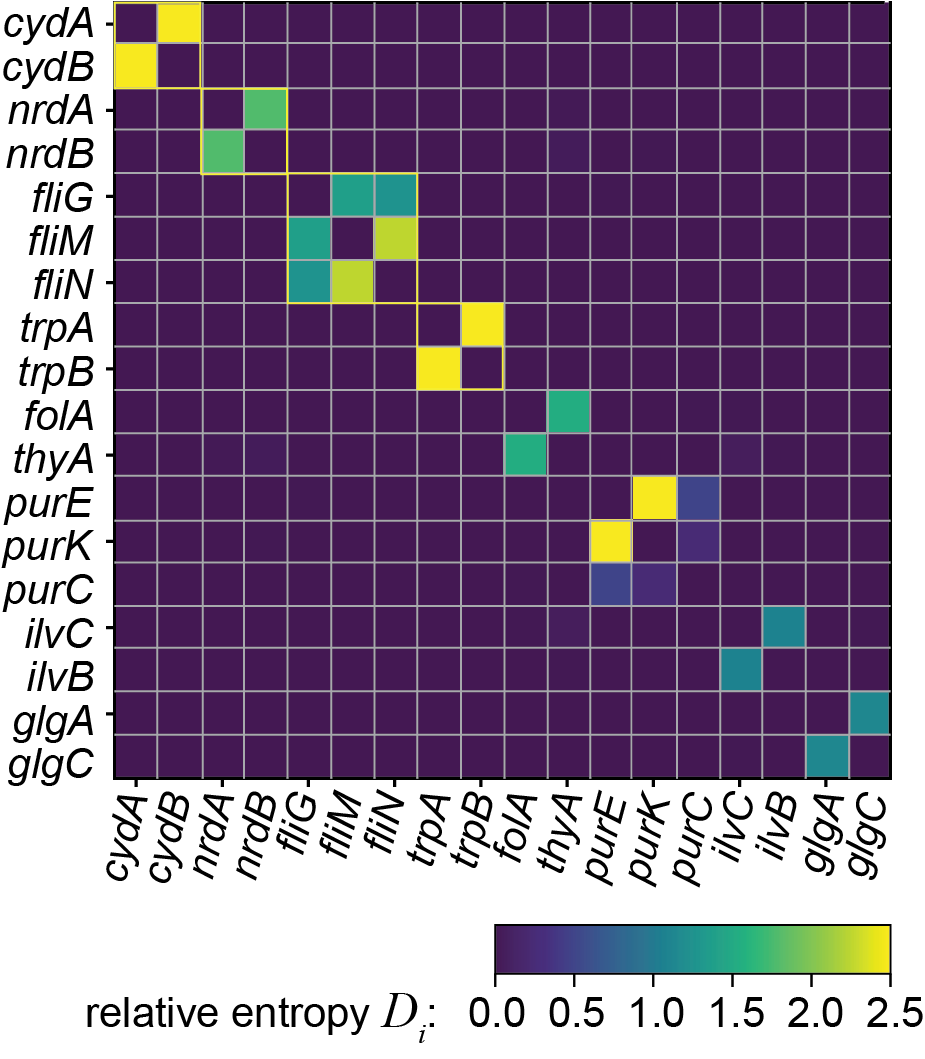 cydA
cydB
nrdA
nrdB
fliG
fliM
fliN
trpA
trpB
folA
thyA
purE
purK
purC
ilvC
ilvB
glgA
glgC
cydA cydB nrdA nrdB fliG fliM fliN trpA trpB folA thyA purE purK purC ilvC ilvB glgA glgC
relative entropy Di: 0.0 0.5 1.0 1.5 2.0 2.5